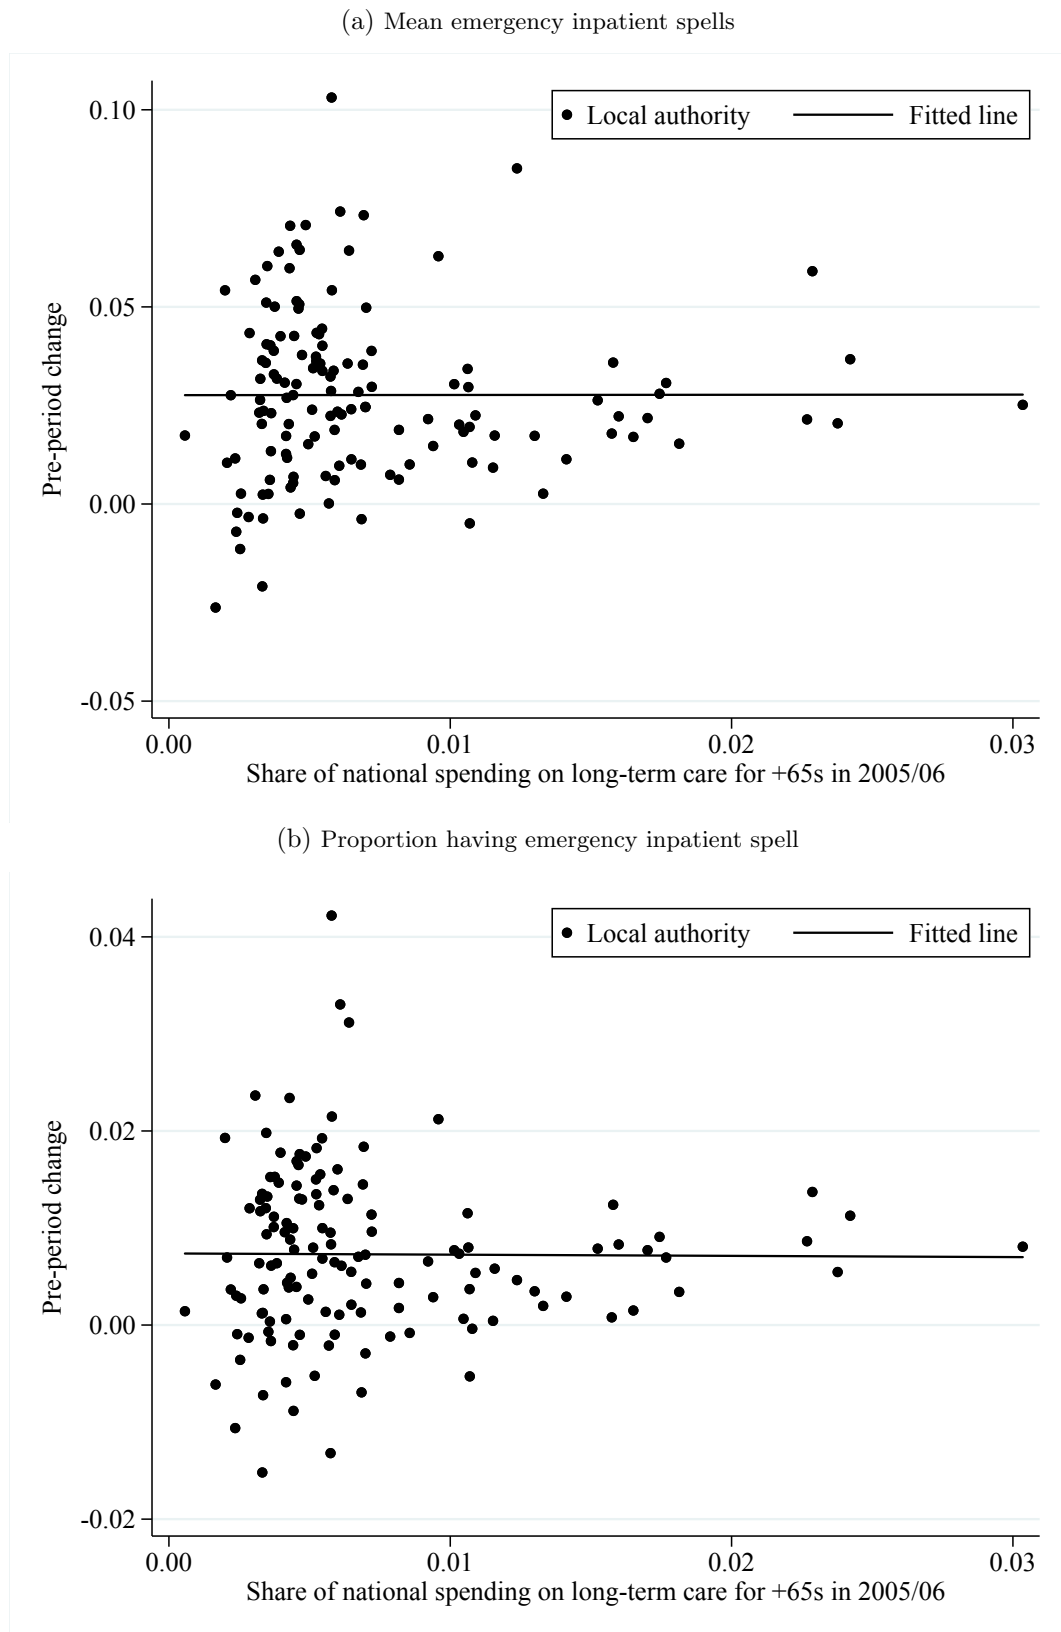 (a) Mean emergency inpatient spells
Local authority Fitted line
0.10
0.05
0.00
-0.05
Pre-period change
0.00 0.01 0.02 0.03
Share of national spending on long-term care for +65s in 2005/06
(b) Proportion having emergency inpatient spell
Local authority Fitted line
0.04
0.02
0.00
-0.02
Pre-period change
0.00 0.01 0.02 0.03
Share of national spending on long-term care for +65s in 2005/06